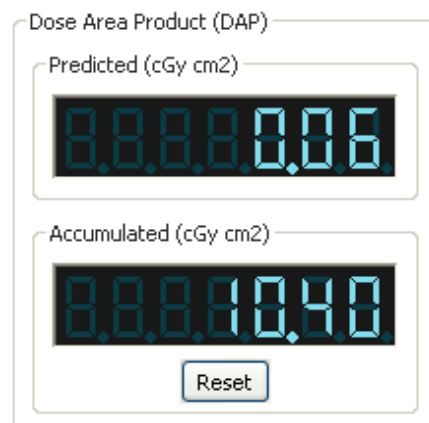 Dose Area Product (DAP)
Predicted (cGy cm2)
0.06
Accumulated (cGy cm2)
10.40
Reset